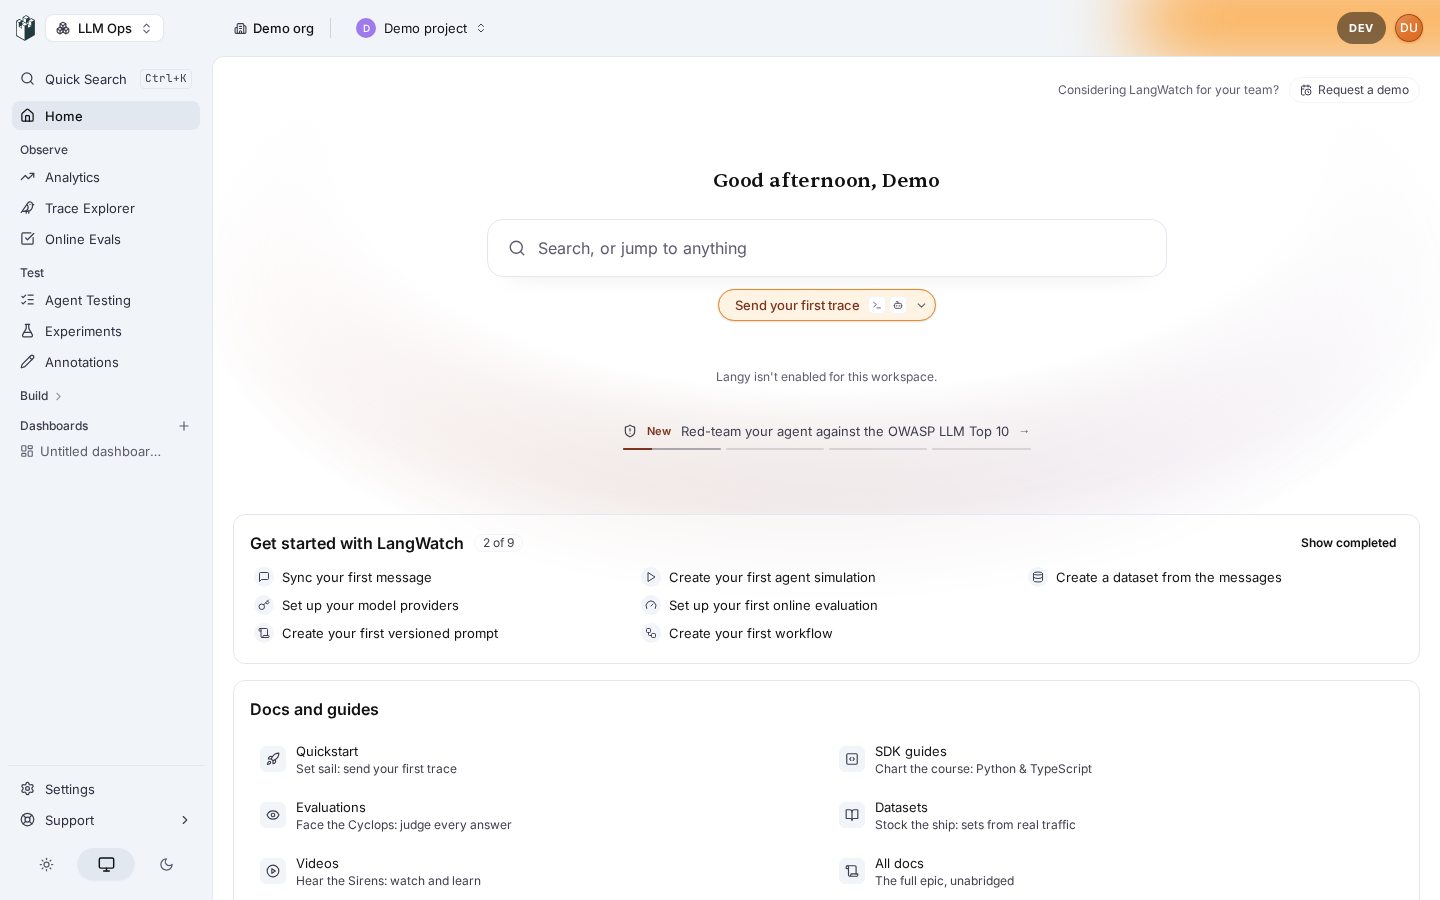 LLM Ops
Demo org
D
Demo project
DEV
DU
Quick Search
Ctrl+K
Home
Observe
Analytics
Trace Explorer
Online Evals
Test
Agent Testing
Experiments
Annotations
Build
Dashboards
Untitled dashboar...
Settings
Support
Considering LangWatch for your team?
Request a demo
Good afternoon, Demo
Search, or jump to anything
Send your first trace
Langy isn't enabled for this workspace.
New Red-team your agent against the OWASP LLM Top 10 →
Get started with LangWatch
2 of 9
Show completed
Sync your first message
Create your first agent simulation
Create a dataset from the messages
Set up your model providers
Set up your first online evaluation
Create your first versioned prompt
Create your first workflow
Docs and guides
Quickstart
Set sail: send your first trace
SDK guides
Chart the course: Python & TypeScript
Evaluations
Face the Cyclops: judge every answer
Datasets
Stock the ship: sets from real traffic
Videos
Hear the Sirens: watch and learn
All docs
The full epic, unabridged